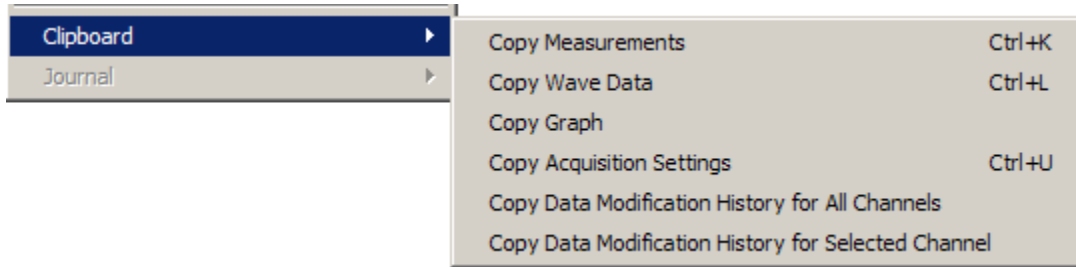 Clipboard
Journal
Copy Measurements Ctrl+K
Copy Wave Data Ctrl+L
Copy Graph
Copy Acquisition Settings Ctrl+U
Copy Data Modification History for All Channels
Copy Data Modification History for Selected Channel